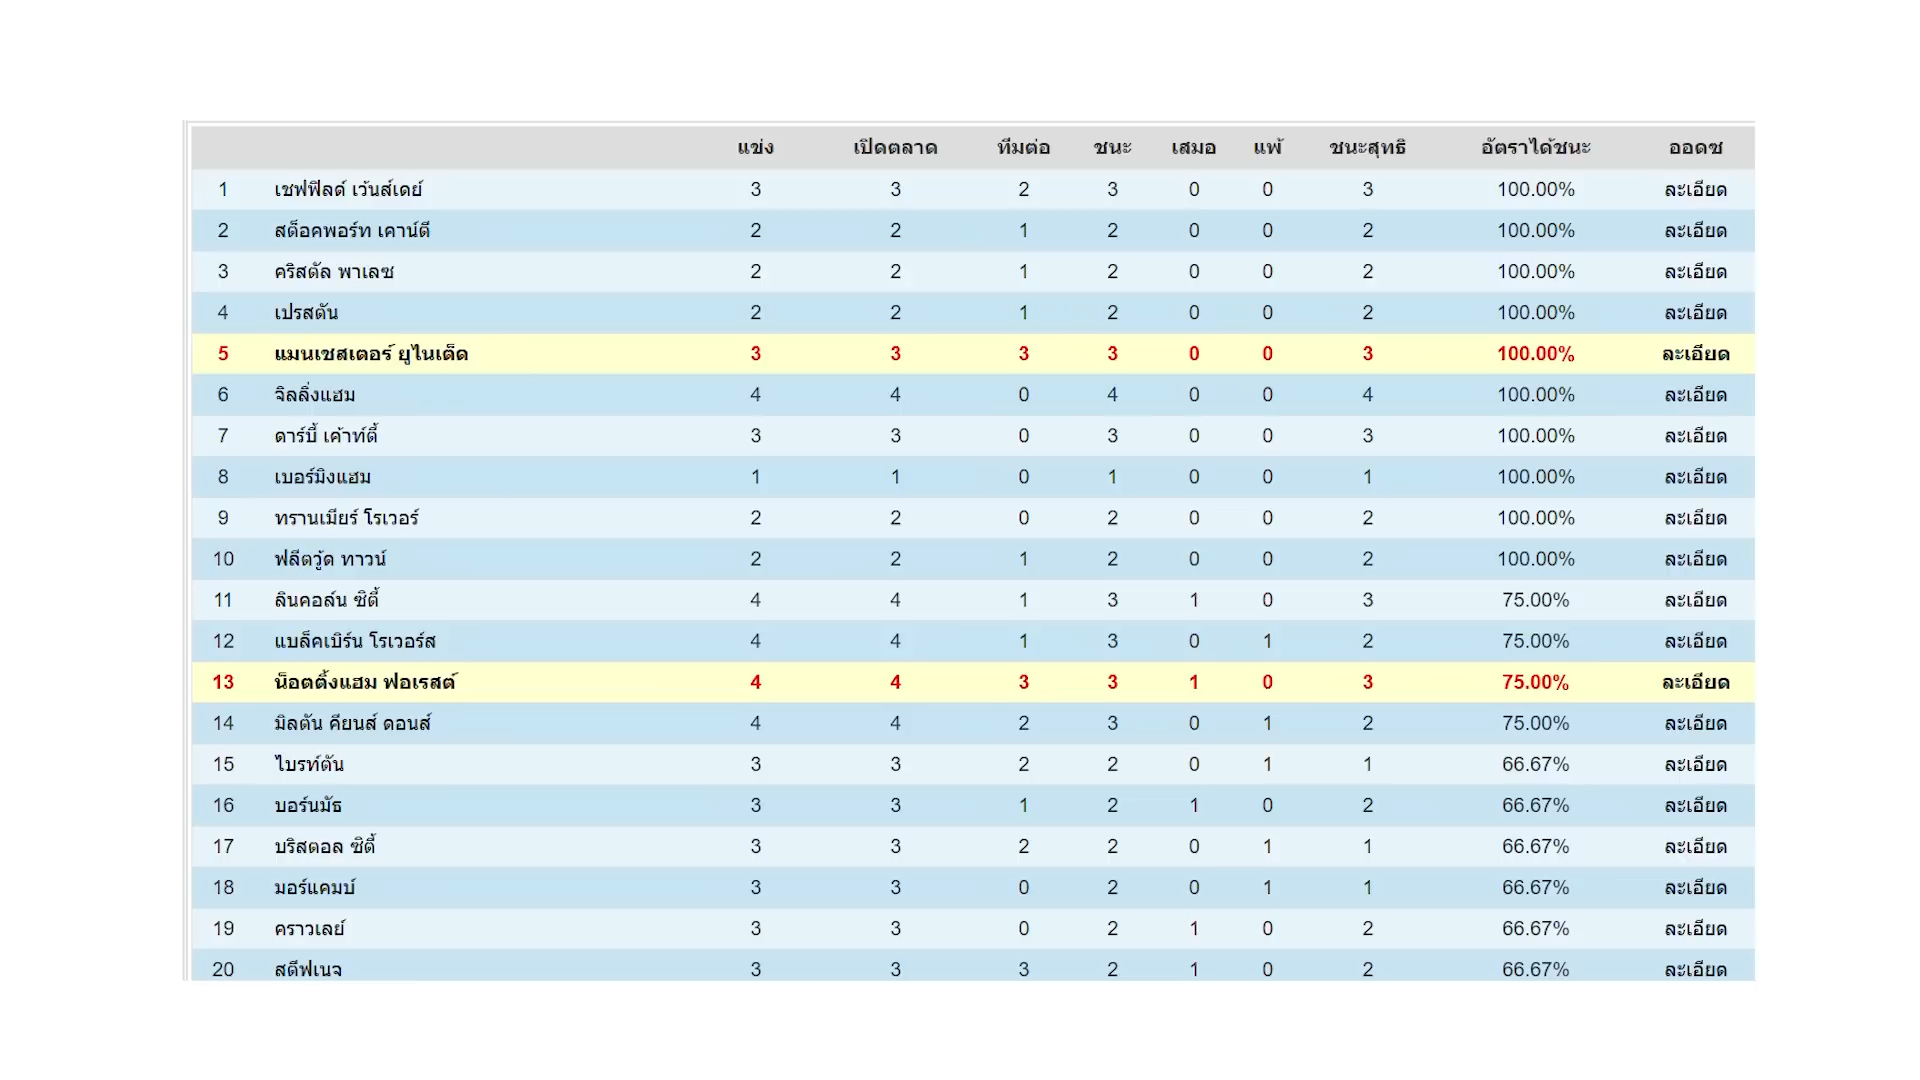 แข่ง เปิดตลาด ทีมต่อ ชนะ เสมอ แพ้ ชนะสุทธิ อัตราได้ชนะ ออดซ
1 เชฟฟิลด์ เว้นส์เดย์ 3 3 2 3 0 0 3 100.00% ละเอียด
2 สต็อคพอร์ท เคาน์ตี 2 2 1 2 0 0 2 100.00% ละเอียด
3 คริสตัล พาเลซ 2 2 1 2 0 0 2 100.00% ละเอียด
4 เปรสตัน 2 2 1 2 0 0 2 100.00% ละเอียด
5 แมนเชสเตอร์ ยูไนเต็ด 3 3 3 3 0 0 3 100.00% ละเอียด
6 จิลลิ่งแฮม 4 4 0 4 0 0 4 100.00% ละเอียด
7 ดาร์บี้ เค้าท์ตี้ 3 3 0 3 0 0 3 100.00% ละเอียด
8 เบอร์มิงแฮม 1 1 0 1 0 0 1 100.00% ละเอียด
9 ทรานเมียร์ โรเวอร์ 2 2 0 2 0 0 2 100.00% ละเอียด
10 ฟลีตวู้ด ทาวน์ 2 2 1 2 0 0 2 100.00% ละเอียด
11 ลินคอล์น ซิตี้ 4 4 1 3 1 0 3 75.00% ละเอียด
12 แบล็คเบิร์น โรเวอร์ส 4 4 1 3 0 1 2 75.00% ละเอียด
13 น็อตติ้งแฮม ฟอเรสต์ 4 4 3 3 1 0 3 75.00% ละเอียด
14 มิลตัน คียนส์ ดอนส์ 4 4 2 3 0 1 2 75.00% ละเอียด
15 ไบรท์ตัน 3 3 2 2 0 1 1 66.67% ละเอียด
16 บอร์นมัธ 3 3 1 2 1 0 2 66.67% ละเอียด
17 บริสตอล ซิตี้ 3 3 2 2 0 1 1 66.67% ละเอียด
18 มอร์แคมบ์ 3 3 0 2 0 1 1 66.67% ละเอียด
19 คราวเลย์ 3 3 0 2 1 0 2 66.67% ละเอียด
20 สตีฟเนจ 3 3 3 2 1 0 2 66.67% ละเอียด